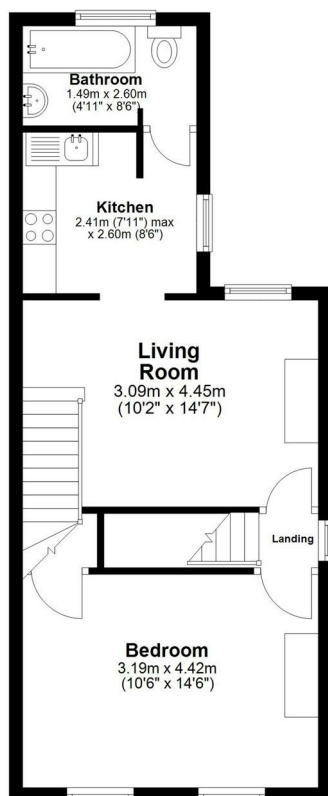 Bathroom
1.49m x 2.60m
(4'11" x 8'6")
Kitchen
2.41m (7'11") max
x 2.60m (8'6")
Living
Room
3.09m x 4.45m
(10'2" x 14'7")
Landing
Bedroom
3.19m x 4.42m
(10'6" x 14'6")